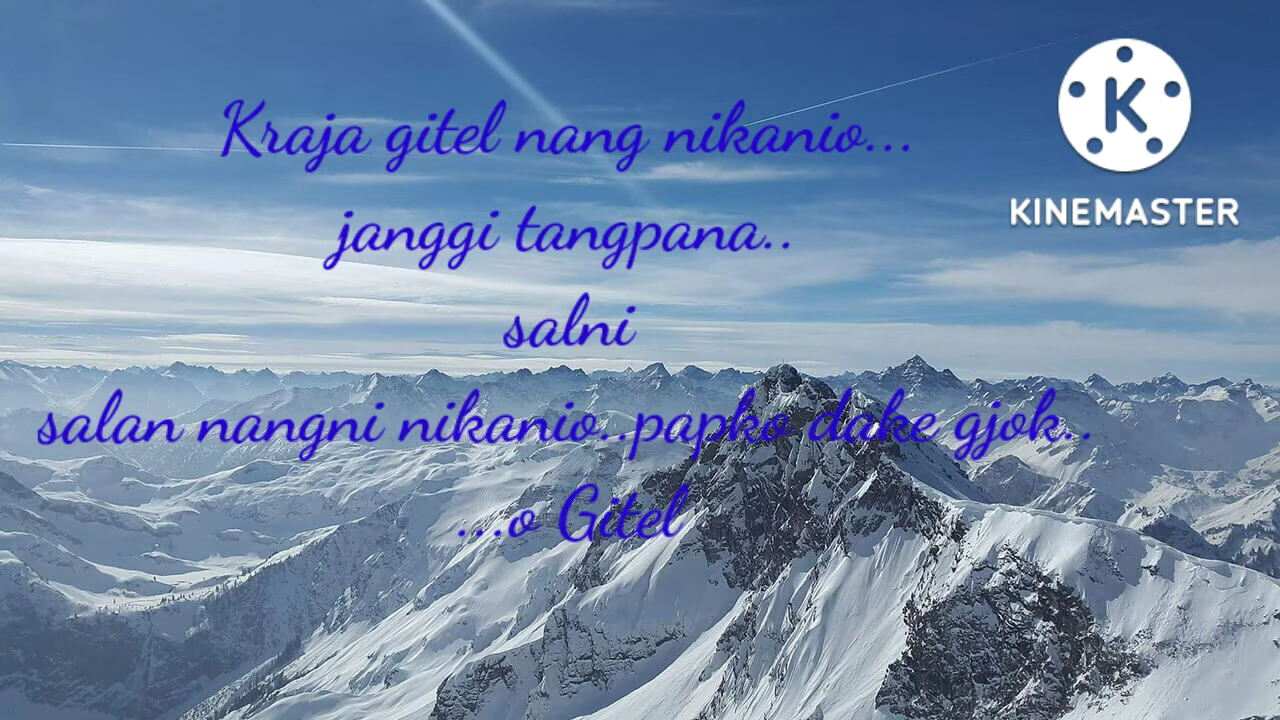 Kraja gitel nang nikanio...
janggi tangpana..
salni
salan nangni nikanio..papko dake gjok..
...o Gitel
K
KINEMASTER